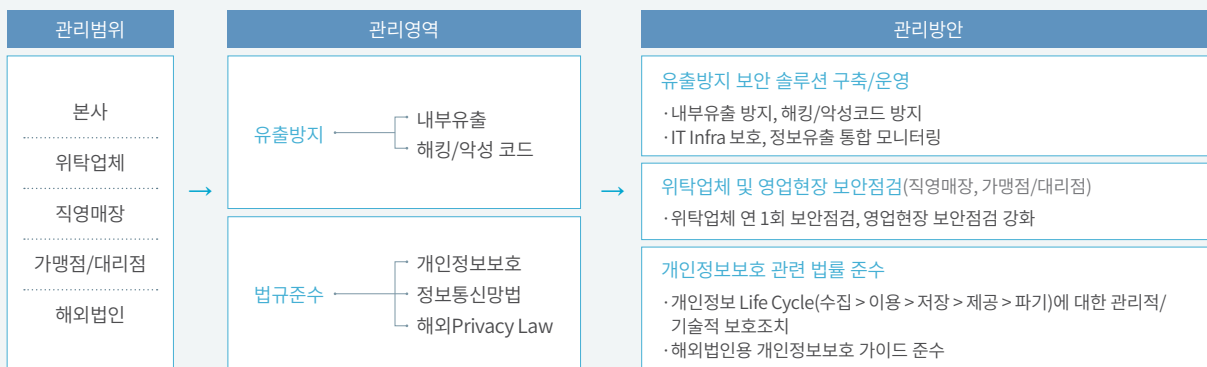 관리범위
본사
위탁업체
직영매장
가맹점/대리점
해외법인
→
관리영역
유출방지
내부유출
해킹/악성 코드
법규준수
개인정보보호
정보통신망법
해외Privacy Law
→
관리방안
유출방지 보안 솔루션 구축/운영
·내부유출 방지, 해킹/악성코드 방지
·IT Infra 보호, 정보유출 통합 모니터링
위탁업체 및 영업현장 보안점검(직영매장, 가맹점/대리점)
·위탁업체 연 1회 보안점검, 영업현장 보안점검 강화
개인정보보호 관련 법률 준수
·개인정보 Life Cycle(수집 > 이용 > 저장 > 제공 > 파기)에 대한 관리적/
기술적 보호조치
·해외법인용 개인정보보호 가이드 준수